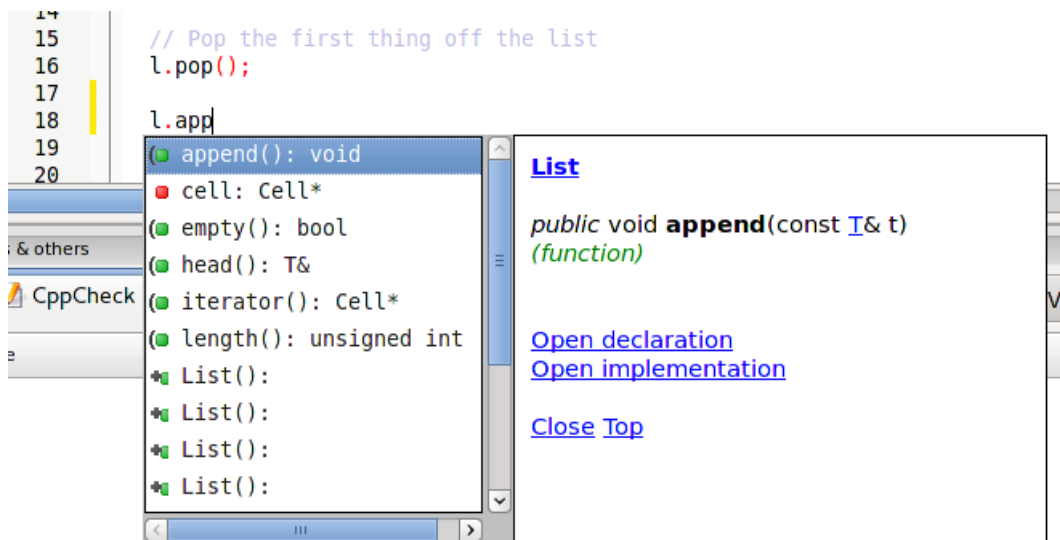 14
15 // Pop the first thing off the list
16 l.pop();
17
18 l.app
19
20
& others
CppCheck
append(): void
cell: Cell*
empty(): bool
head(): T&
iterator(): Cell*
length(): unsigned int
List():
List():
List():
List():
List
public void append(const T& t)
(function)
Open declaration
Open implementation
Close Top